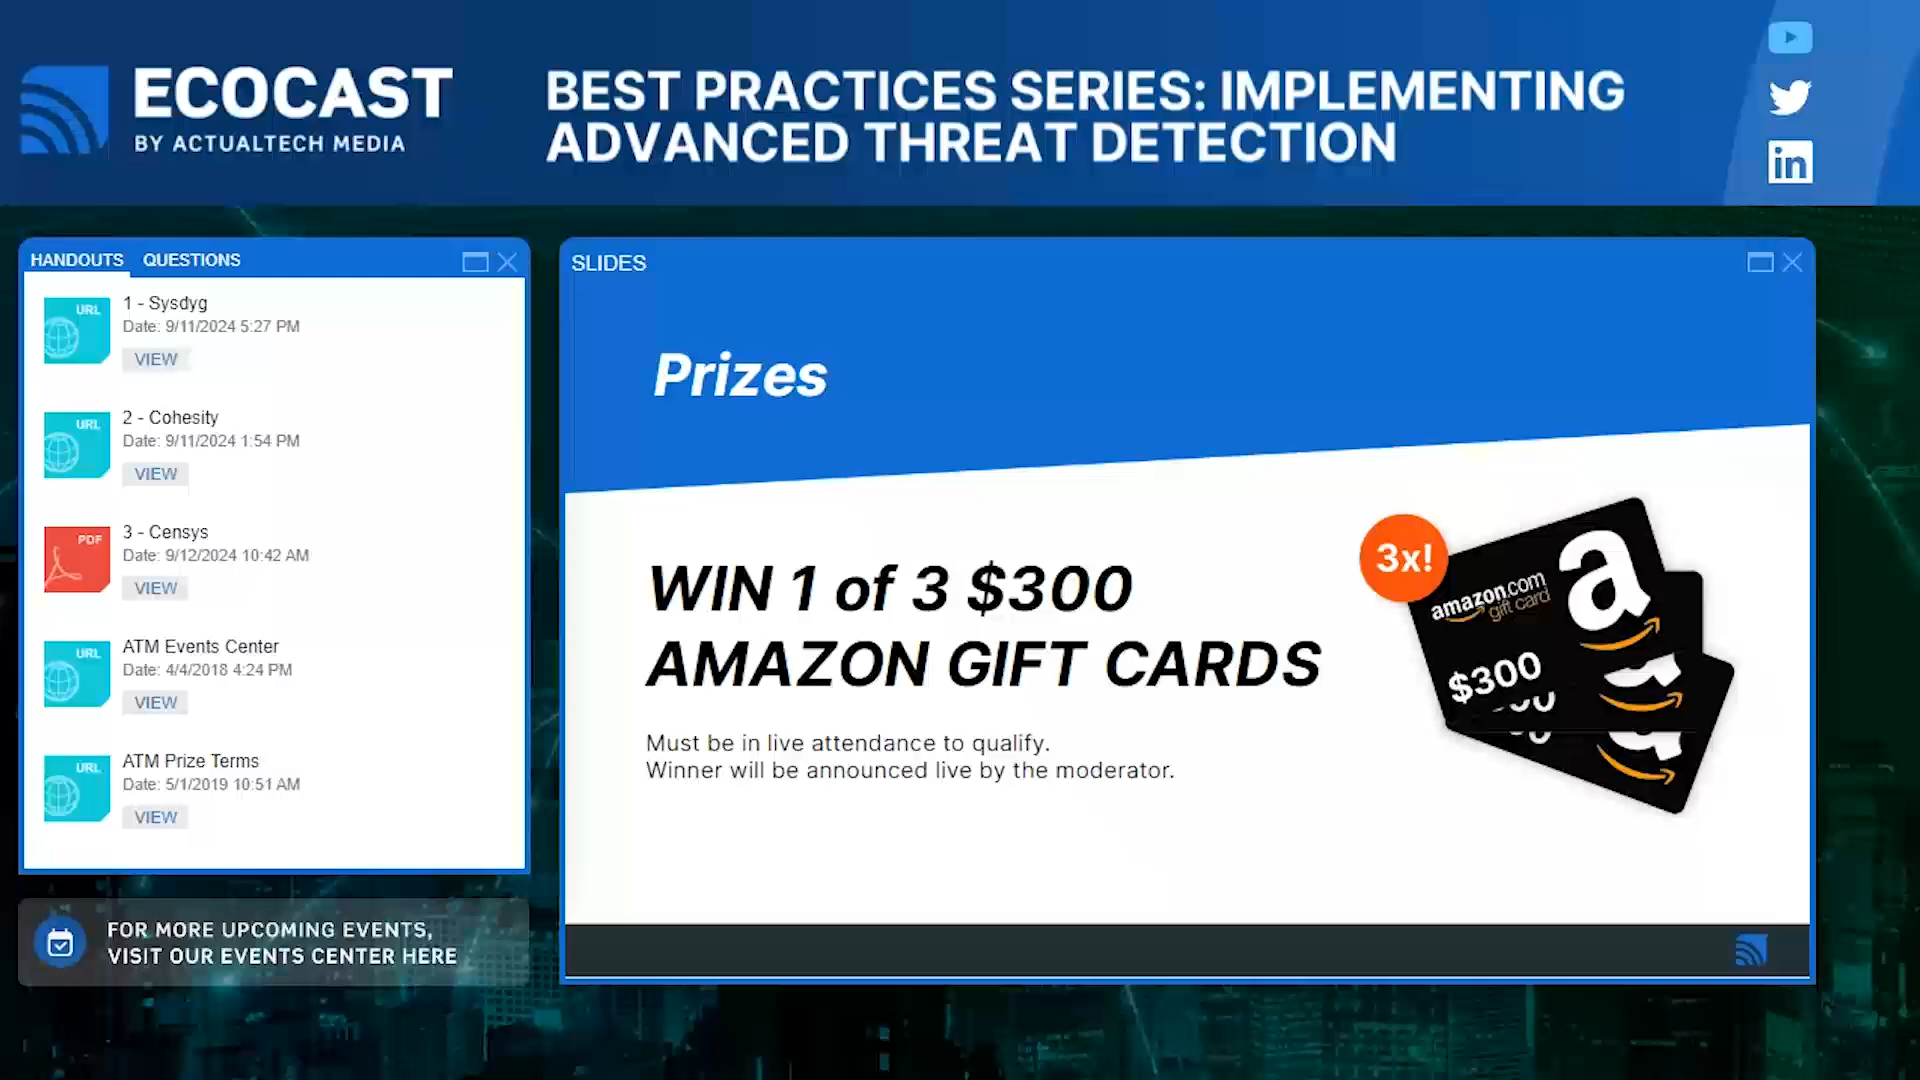 ECOCAST
BY ACTUALTECH MEDIA
BEST PRACTICES SERIES: IMPLEMENTING
ADVANCED THREAT DETECTION
in
HANDOUTS QUESTIONS
URL
1 - Sysdyg
Date: 9/11/2024 5:27 PM
VIEW
URL
2 - Cohesity
Date: 9/11/2024 1:54 PM
VIEW
PDF
3 - Censys
Date: 9/12/2024 10:42 AM
VIEW
URL
ATM Events Center
Date: 4/4/2018 4:24 PM
VIEW
URL
ATM Prize Terms
Date: 5/1/2019 10:51 AM
VIEW
FOR MORE UPCOMING EVENTS,
VISIT OUR EVENTS CENTER HERE
SLIDES
Prizes
WIN 1 of 3 $300
AMAZON GIFT CARDS
Must be in live attendance to qualify.
Winner will be announced live by the moderator.
3x!
amazon.com
gift card
a
$300